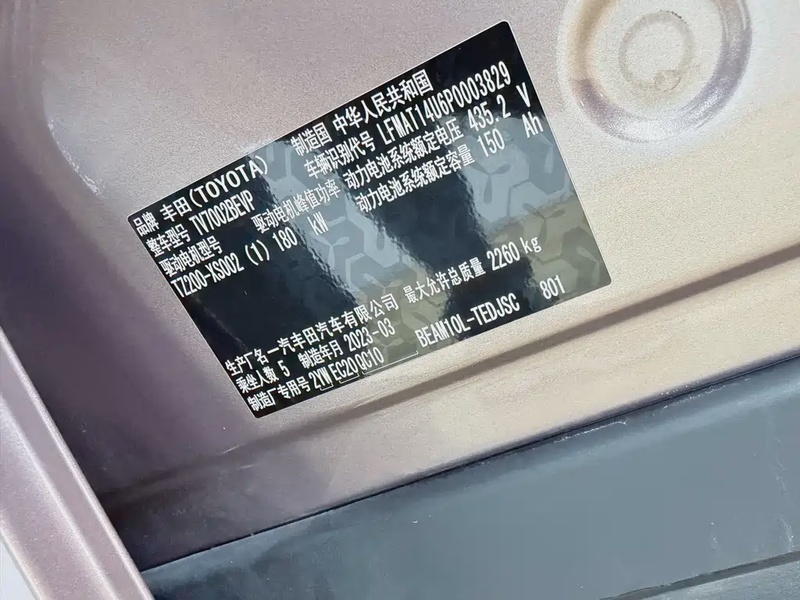 品牌 丰田(TOYOTA) 制造国 中华人民共和国
整车型号 TV7002BEVP 车辆识别代号 LFMAT14U6P0003829
驱动电机型号 驱动电机峰值功率 动力电池系统额定电压 435.2 V
TZ200-XS002 (1) 180 kW 动力电池系统额定容量 150 Ah
生产厂名 一汽丰田汽车有限公司 最大允许总质量 2260 kg
乘坐人数 5 制造年月 2023-03
制造厂专用号 2YW EC20 BEAM10L-TEDJSC 801